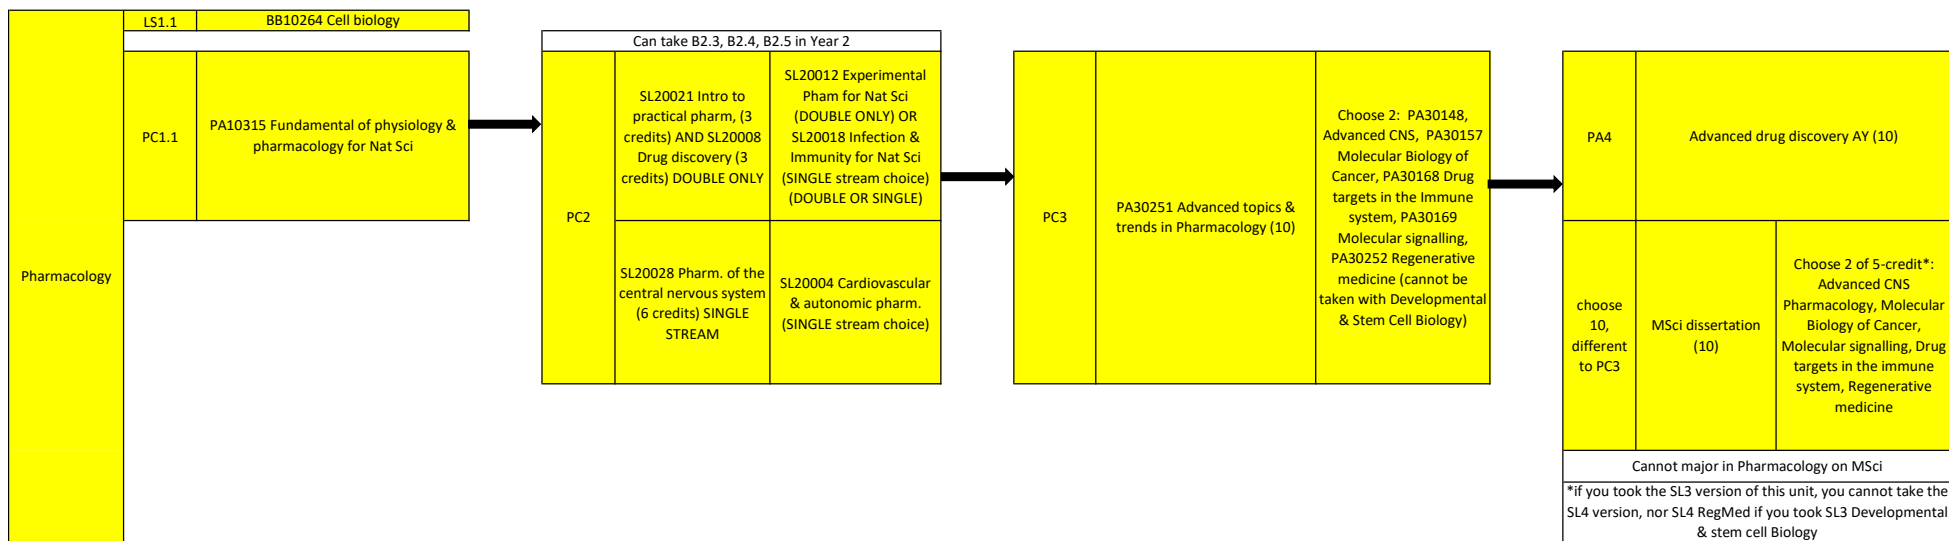 Pharmacology
LS1.1
BB10264 Cell biology
PC1.1
PA10315 Fundamental of physiology &
pharmacology for Nat Sci
Can take B2.3, B2.4, B2.5 in Year 2
PC2
SL20021 Intro to
practical pharm, (3
credits) AND SL20008
Drug discovery (3
credits) DOUBLE ONLY
SL20012 Experimental
Pham for Nat Sci
(DOUBLE ONLY) OR
SL20018 Infection &
Immunity for Nat Sci
(SINGLE stream choice)
(DOUBLE OR SINGLE)
SL20028 Pharm. of the
central nervous system
(6 credits) SINGLE
STREAM
SL20004 Cardiovascular
& autonomic pharm.
(SINGLE stream choice)
PC3
PA30251 Advanced topics &
trends in Pharmacology (10)
Choose 2: PA30148,
Advanced CNS, PA30157
Molecular Biology of
Cancer, PA30168 Drug
targets in the Immune
system, PA30169
Molecular signalling,
PA30252 Regenerative
medicine (cannot be
taken with Developmental
& Stem Cell Biology)
PA4
Advanced drug discovery AY (10)
choose
10,
different
to PC3
MSci dissertation
(10)
Choose 2 of 5-credit*:
Advanced CNS
Pharmacology, Molecular
Biology of Cancer,
Molecular signalling, Drug
targets in the immune
system, Regenerative
medicine
Cannot major in Pharmacology on MSci
*if you took the SL3 version of this unit, you cannot take the
SL4 version, nor SL4 RegMed if you took SL3 Developmental
& stem cell Biology